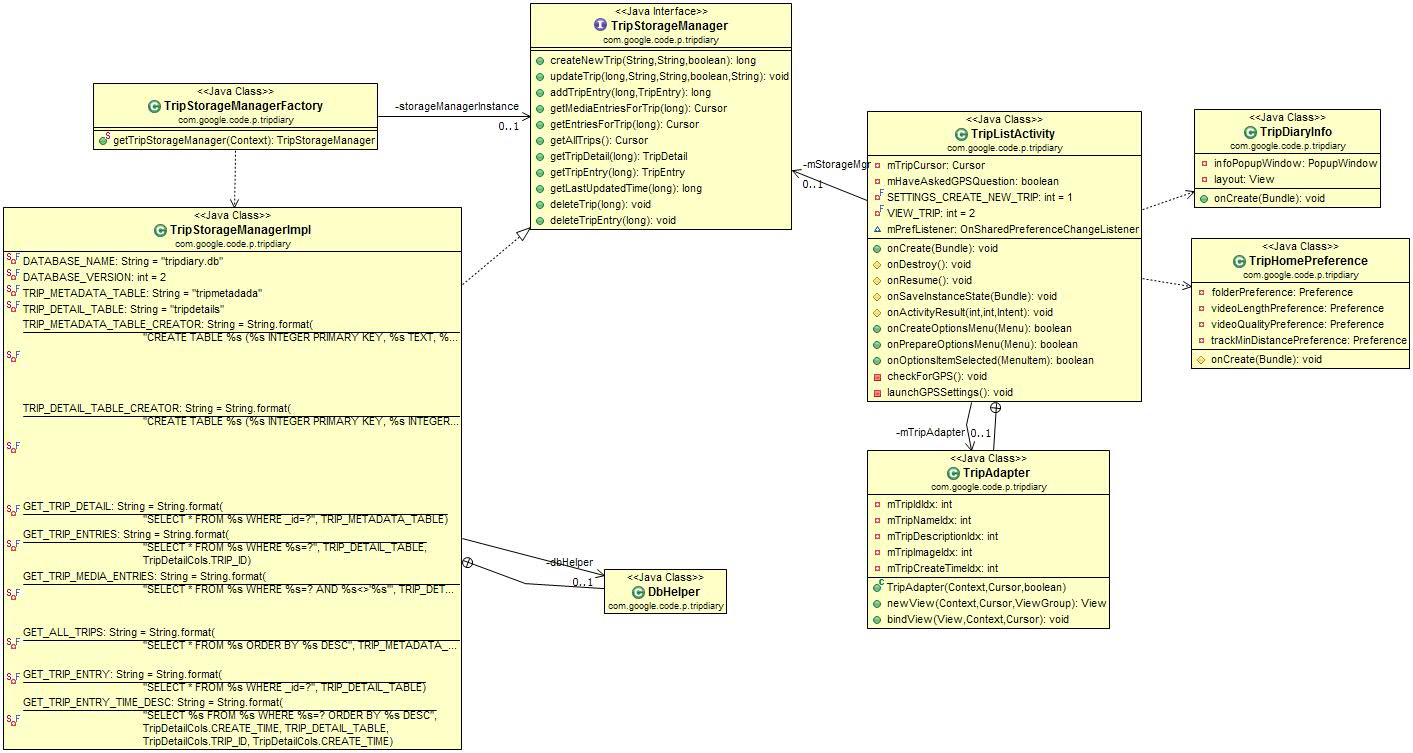 <<Java Interface>>
TripStorageManager
com.google.code.p.tripdiary
createNewTrip(String,String,boolean): long
updateTrip(long,String,String,boolean,String): void
addTripEntry(long,TripEntry): long
getMediaEntriesForTrip(long): Cursor
getEntriesForTrip(long): Cursor
getAllTrips(): Cursor
getTripDetail(long): TripDetail
getTripEntry(long): TripEntry
getLastUpdatedTime(long): long
deleteTrip(long): void
deleteTripEntry(long): void
<<Java Class>>
TripStorageManagerFactory
com.google.code.p.tripdiary
getTripStorageManager(Context): TripStorageManager
-storageManagerInstance
0..1
<<Java Class>>
TripStorageManagerImpl
com.google.code.p.tripdiary
DATABASE_NAME: String = "tripdiary.db"
DATABASE_VERSION: int = 2
TRIP_METADATA_TABLE: String = "tripmetadada"
TRIP_DETAIL_TABLE: String = "tripdetails"
TRIP_METADATA_TABLE_CREATOR: String = String.format(
"CREATE TABLE %s (%s INTEGER PRIMARY KEY, %s TEXT, %...
TRIP_DETAIL_TABLE_CREATOR: String = String.format(
"CREATE TABLE %s (%s INTEGER PRIMARY KEY, %s INTEGER...
GET_TRIP_DETAIL: String = String.format(
"SELECT * FROM %s WHERE _id=?", TRIP_METADATA_TABLE)
GET_TRIP_ENTRIES: String = String.format(
"SELECT * FROM %s WHERE %s=?", TRIP_DETAIL_TABLE,
TripDetailCols.TRIP_ID)
GET_TRIP_MEDIA_ENTRIES: String = String.format(
"SELECT * FROM %s WHERE %s=? AND %s<>'%s'", TRIP_DET...
GET_ALL_TRIPS: String = String.format(
"SELECT * FROM %s ORDER BY %s DESC", TRIP_METADATA_...
GET_TRIP_ENTRY: String = String.format(
"SELECT * FROM %s WHERE _id=?", TRIP_DETAIL_TABLE)
GET_TRIP_ENTRY_TIME_DESC: String = String.format(
"SELECT %s FROM %s WHERE %s=? ORDER BY %s DESC",
TripDetailCols.CREATE_TIME, TRIP_DETAIL_TABLE,
TripDetailCols.TRIP_ID, TripDetailCols.CREATE_TIME)
-dbHelper
0..1
<<Java Class>>
DbHelper
com.google.code.p.tripdiary
-mStorageMgr
0..1
<<Java Class>>
TripListActivity
com.google.code.p.tripdiary
mTripCursor: Cursor
mHaveAskedGPSQuestion: boolean
SETTINGS_CREATE_NEW_TRIP: int = 1
VIEW_TRIP: int = 2
mPrefListener: OnSharedPreferenceChangeListener
onCreate(Bundle): void
onDestroy(): void
onResume(): void
onSaveInstanceState(Bundle): void
onActivityResult(int,int,Intent): void
onCreateOptionsMenu(Menu): boolean
onPrepareOptionsMenu(Menu): boolean
onOptionsItemSelected(MenuItem): boolean
checkForGPS(): void
launchGPSSettings(): void
-mTripAdapter
0..1
<<Java Class>>
TripAdapter
com.google.code.p.tripdiary
mTripIdIdx: int
mTripNameIdx: int
mTripDescriptionIdx: int
mTripImageIdx: int
mTripCreateTimeIdx: int
TripAdapter(Context,Cursor,boolean)
newView(Context,Cursor,ViewGroup): View
bindView(View,Context,Cursor): void
<<Java Class>>
TripDiaryInfo
com.google.code.p.tripdiary
infoPopupWindow: PopupWindow
layout: View
onCreate(Bundle): void
<<Java Class>>
TripHomePreference
com.google.code.p.tripdiary
folderPreference: Preference
videoLengthPreference: Preference
videoQualityPreference: Preference
trackMinDistancePreference: Preference
onCreate(Bundle): void